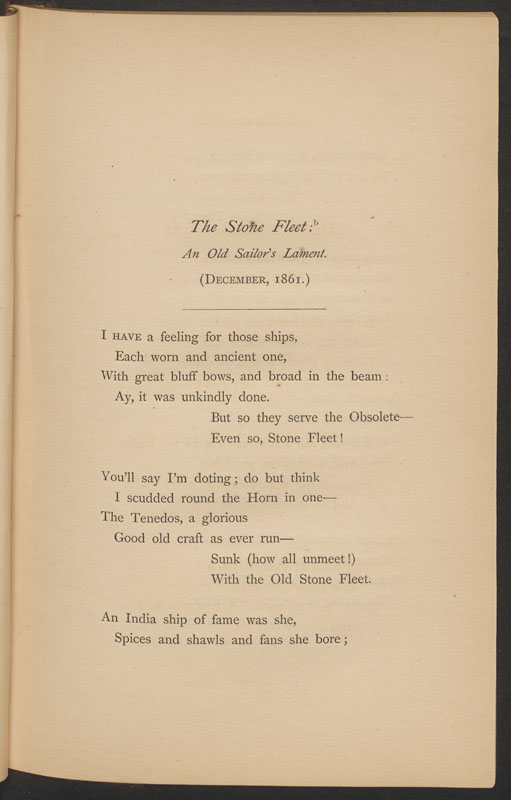 The Stone Fleet:b
An Old Sailor's Lament.
(December, 1861.)
I have a feeling for those ships,
Each worn and ancient one,
With great bluff bows, and broad in the beam:
Ay, it was unkindly done.
But so they serve the Obsolete—
Even so, Stone Fleet!
You'll say I'm doting; do but think
I scudded round the Horn in one—
The Tenedos, a glorious
Good old craft as ever run—
Sunk (how all unmeet!)
With the Old Stone Fleet.
An India ship of fame was she,
Spices and shawls and fans she bore;